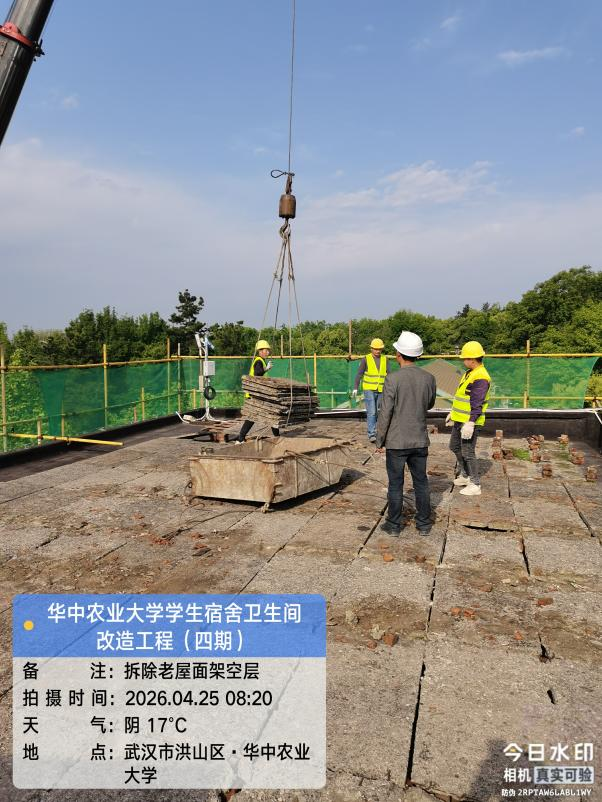 华中农业大学学生宿舍卫生间
改造工程（四期）
备注：拆除老屋面架空层
拍摄时间：2026.04.25 08:20
天气：阴 17°C
地点：武汉市洪山区·华中农业
大学
今日水印
相机 真实可验
防伪 2RPTAW6LABL1WY